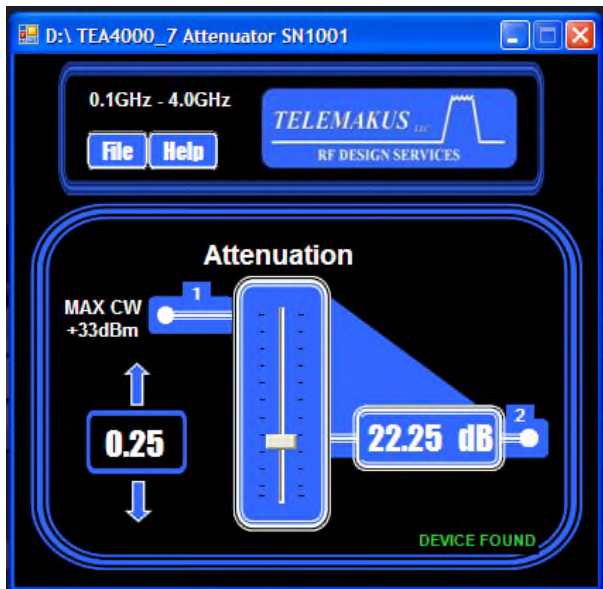 D:\ TEA4000_7 Attenuator SN1001
0.1GHz - 4.0GHz
File Help
TELEMAKUS LLC
RF DESIGN SERVICES
Attenuation
1
MAX CW
+33dBm
2
0.25
22.25 dB
DEVICE FOUND